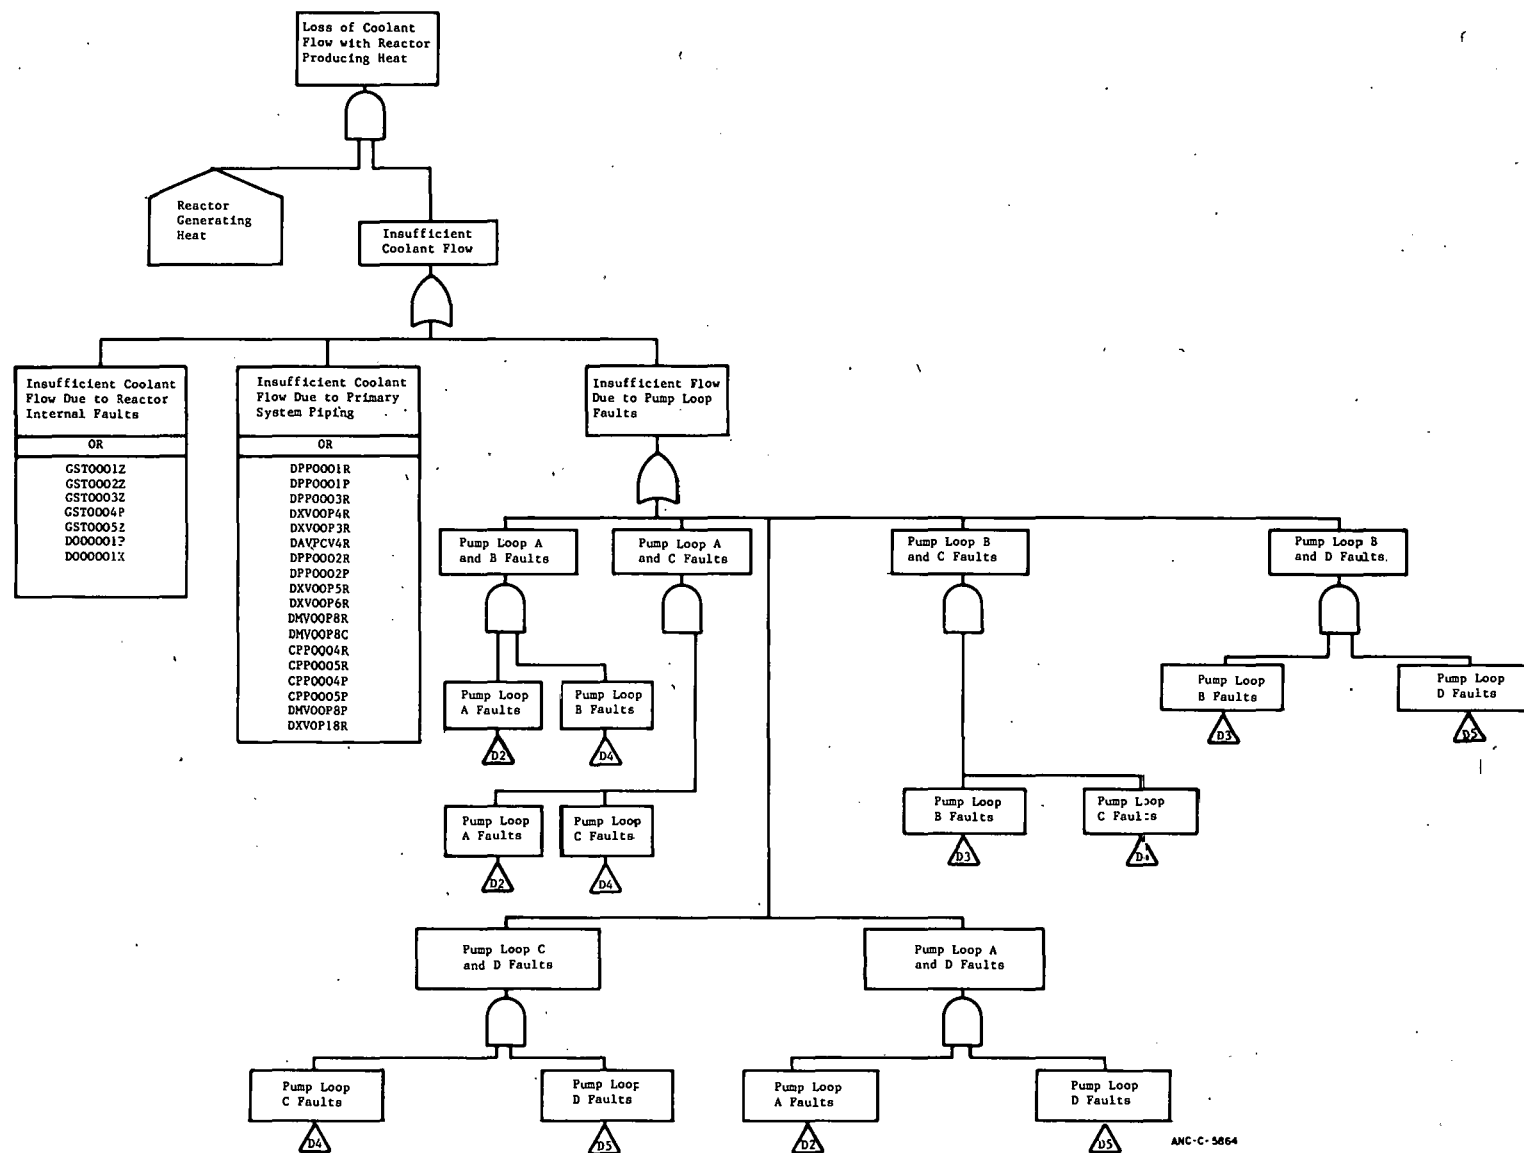 Loss of Coolant
Flow with Reactor
Producing Heat
Reactor
Generating
Heat
Insufficient
Coolant Flow
Insufficient Coolant
Flow Due to Reactor
Internal Faults
OR
GST0001Z
GST0002Z
GST0003Z
GST0004P
GST0005Z
D000001X
Insufficient Coolant
Flow Due to Primary
System Piping
OR
DPP0001R
DPP0001P
DPP0003R
DXV00P4R
DXV00P3R
DAVPCV4R
DPP0002R
DPP0002P
DXV00P5R
DXV00P6R
DMV00P8R
DMV00P8C
CPP0004R
CPP0005R
CPP0004P
CPP0005P
DMV00P8P
DXV0P18R
Insufficient Flow
Due to Pump Loop
Faults
Pump Loop A
and B Faults
Pump Loop A
and C Faults
Pump Loop B
and C Faults
Pump Loop B
and D Faults.
Pump Loop
A Faults
D2
Pump Loop
B Faults
D4
Pump Loop
B Faults
D3
Pump Loop
D Faults
D5
Pump Loop
A Faults
D2
Pump Loop
C Faults
D4
Pump Loop
B Faults
D3
Pump Loop
C Faults
Pump Loop C
and D Faults
Pump Loop A
and D Faults
Pump Loop
C Faults
D4
Pump Loop
D Faults
D5
Pump Loop
A Faults
D2
Pump Loop
D Faults
D5
ANC-C-5864